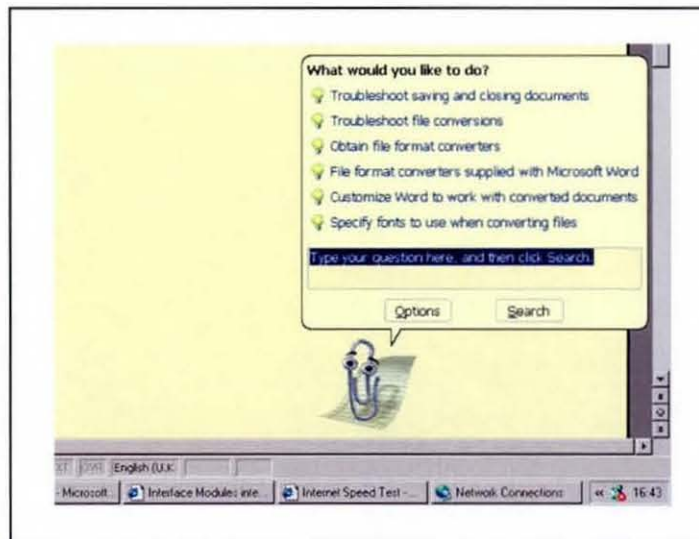 What would you like to do?
Troubleshoot saving and closing documents
Troubleshoot file conversions
Obtain file format converters
File format converters supplied with Microsoft Word
Customize Word to work with converted documents
Specify fonts to use when converting files
Type your question here, and then click Search.
Options Search
English (U.K
- Microsoft... Interface Modules inte... Internet Speed Test - ... Network Connections « 16:43